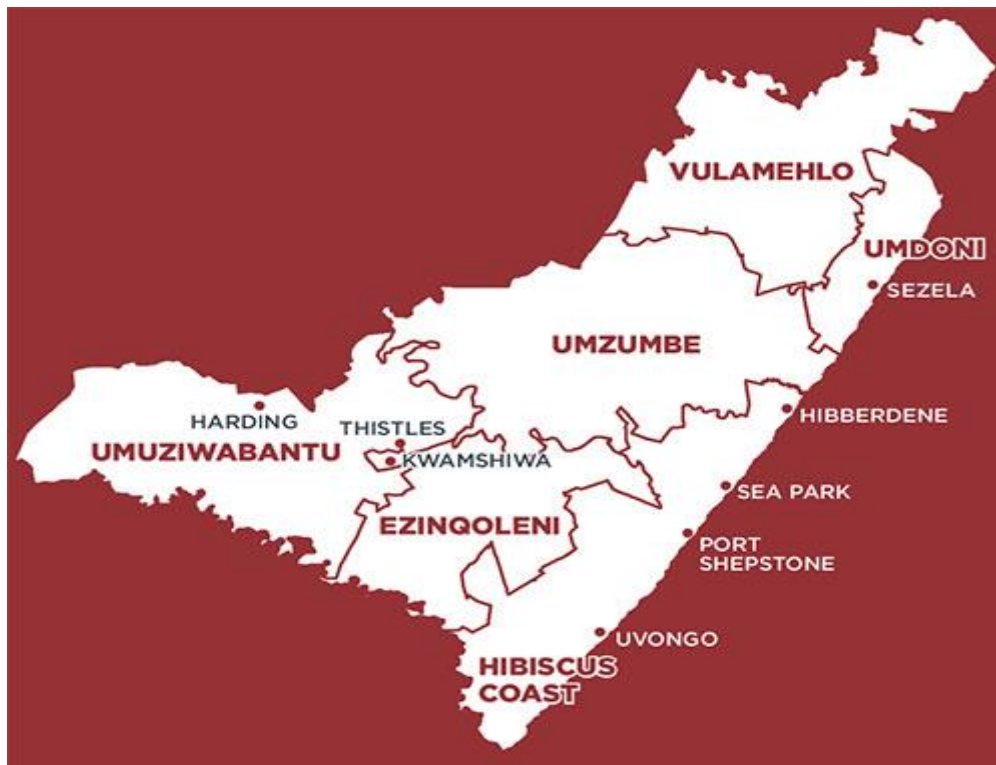 VULAMEHLO
UMDONI
SEZELA
UMZUMBE
HIBBERDENE
HARDING
THISTLES
UMUZIWABANTU
KWAMSHIWA
SEA PARK
EZINQOLENI
PORT
SHEPSTONE
UVONGO
HIBISCUS
COAST